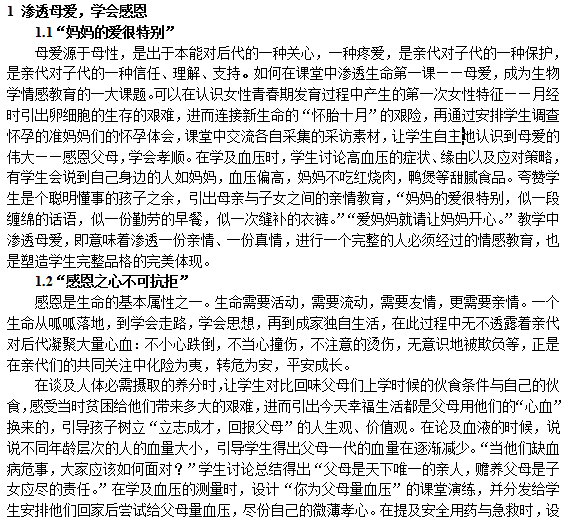 1 渗透母爱，学会感恩
1.1“妈妈的爱很特别”
母爱源于母性，是出于本能对后代的一种关心，一种疼爱，是亲代对子代的一种保护，
是亲代对子代的一种信任、理解、支持。如何在课堂中渗透生命第一课－－母爱，成为生物
学情感教育的一大课题。可以在认识女性青春期发育过程中产生的第一次女性特征－－月经
时引出卵细胞的生存的艰难，进而连接新生命的“怀胎十月”的艰险，再通过安排学生调查
怀孕的准妈妈们的怀孕体会，课堂中交流各自采集的采访素材，让学生自主地认识到母爱的
伟大－－感恩父母，学会孝顺。在学及血压时，学生讨论高血压的症状、缘由以及应对策略，
有学生会说到自己身边的人如妈妈，血压偏高，妈妈不吃红烧肉，鸭煲等甜腻食品。夸赞学
生是个聪明懂事的孩子之余，引出母亲与子女之间的亲情教育，“妈妈的爱很特别，似一段
缠绵的话语，似一份勤劳的早餐，似一次缝补的衣裤。”“爱妈妈就请让妈妈开心。”教学中
渗透母爱，即意味着渗透一份亲情、一份真情，进行一个完整的人必须经过的情感教育，也
是塑造学生完整品格的完美体现。
1.2“感恩之心不可抗拒”
感恩是生命的基本属性之一。生命需要活动，需要流动，需要友情，更需要亲情。一个
生命从呱呱落地，到学会走路，学会思想，再到成家独自生活，在此过程中无不透露着亲代
对后代凝聚大量心血：不小心跌倒，不当心撞伤，不注意的烫伤，无意识地被欺负等，正是
在亲代们的共同关注中化险为夷，转危为安，平安成长。
在谈及人体必需摄取的养分时，让学生对比回味父母们上学时候的伙食条件与自己的伙
食，感受当时贫困给他们带来多大的艰难，进而引出今天幸福生活都是父母用他们的“心血”
换来的，引导孩子树立“立志成才，回报父母”的人生观、价值观。在论及血液的时候，说
说不同年龄层次的人的血量大小，引导学生得出父母一代的血量在逐渐减少。“当他们缺血
病危事，大家应该如何面对？”学生讨论总结得出“父母是天下唯一的亲人，赡养父母是子
女应尽的责任。”在学及血压的测量时，设计“你为父母量血压”的课堂演练，并分发给学
生安排他们回家后尝试给父母量血压，尽份自己的微薄孝心。在提及安全用药与急救时，设